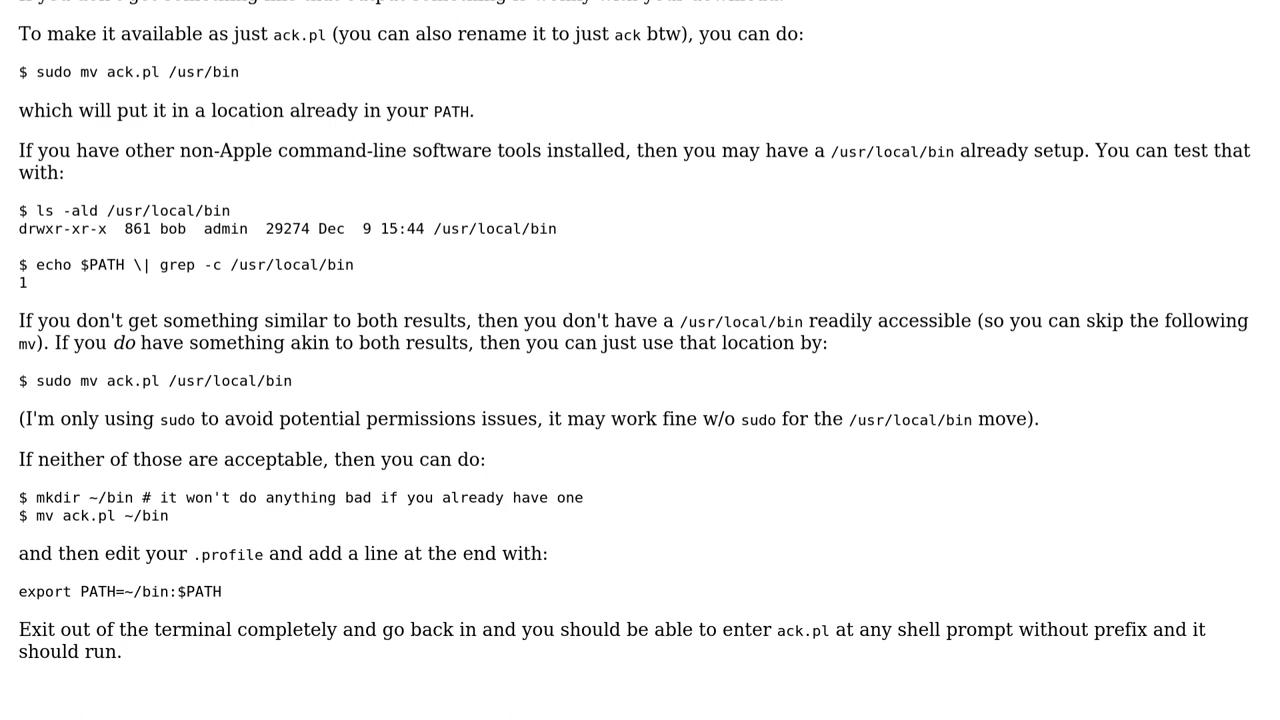 To make it available as just ack.pl (you can also rename it to just ack btw), you can do:
$ sudo mv ack.pl /usr/bin
which will put it in a location already in your PATH.
If you have other non-Apple command-line software tools installed, then you may have a /usr/local/bin already setup. You can test that
with:
$ ls -ald /usr/local/bin
drwxr-xr-x  861 bob  admin  29274 Dec  9 15:44 /usr/local/bin
$ echo $PATH \| grep -c /usr/local/bin
1
If you don't get something similar to both results, then you don't have a /usr/local/bin readily accessible (so you can skip the following
mv). If you do have something akin to both results, then you can just use that location by:
$ sudo mv ack.pl /usr/local/bin
(I'm only using sudo to avoid potential permissions issues, it may work fine w/o sudo for the /usr/local/bin move).
If neither of those are acceptable, then you can do:
$ mkdir ~/bin # it won't do anything bad if you already have one
$ mv ack.pl ~/bin
and then edit your .profile and add a line at the end with:
export PATH=~/bin:$PATH
Exit out of the terminal completely and go back in and you should be able to enter ack.pl at any shell prompt without prefix and it
should run.